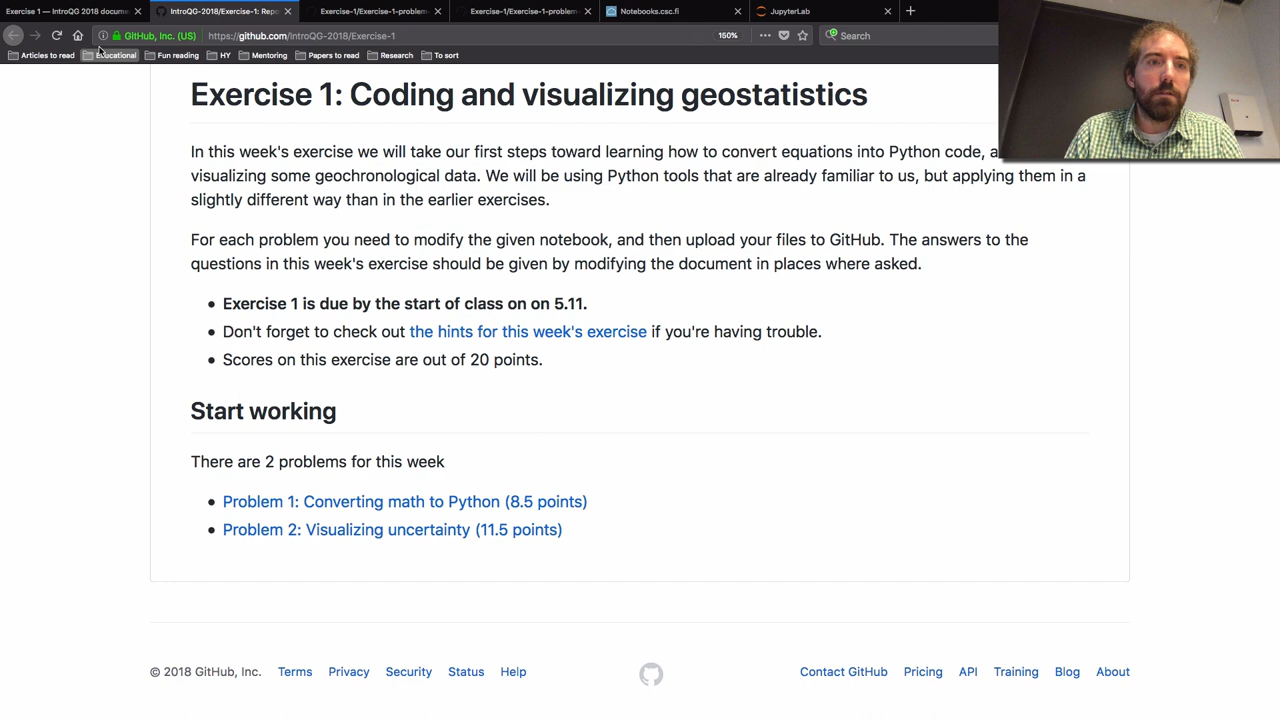 Exercise 1 — IntroQG 2018 docume
IntroQG-2018/Exercise-1: Repo
Exercise-1/Exercise-1-problem-
Exercise-1/Exercise-1-problem-
Notebooks.csc.fi
JupyterLab
GitHub, Inc. (US)
https://github.com/IntroQG-2018/Exercise-1
150%
Search
Articles to read
Educational
Fun reading
HY
Mentoring
Papers to read
Research
To sort
Exercise 1: Coding and visualizing geostatistics
In this week's exercise we will take our first steps toward learning how to convert equations into Python code, a
visualizing some geochronological data. We will be using Python tools that are already familiar to us, but applying them in a
slightly different way than in the earlier exercises.
For each problem you need to modify the given notebook, and then upload your files to GitHub. The answers to the
questions in this week's exercise should be given by modifying the document in places where asked.
Exercise 1 is due by the start of class on on 5.11.
Don't forget to check out the hints for this week's exercise if you're having trouble.
Scores on this exercise are out of 20 points.
Start working
There are 2 problems for this week
Problem 1: Converting math to Python (8.5 points)
Problem 2: Visualizing uncertainty (11.5 points)
© 2018 GitHub, Inc.
Terms
Privacy
Security
Status
Help
Contact GitHub
Pricing
API
Training
Blog
About